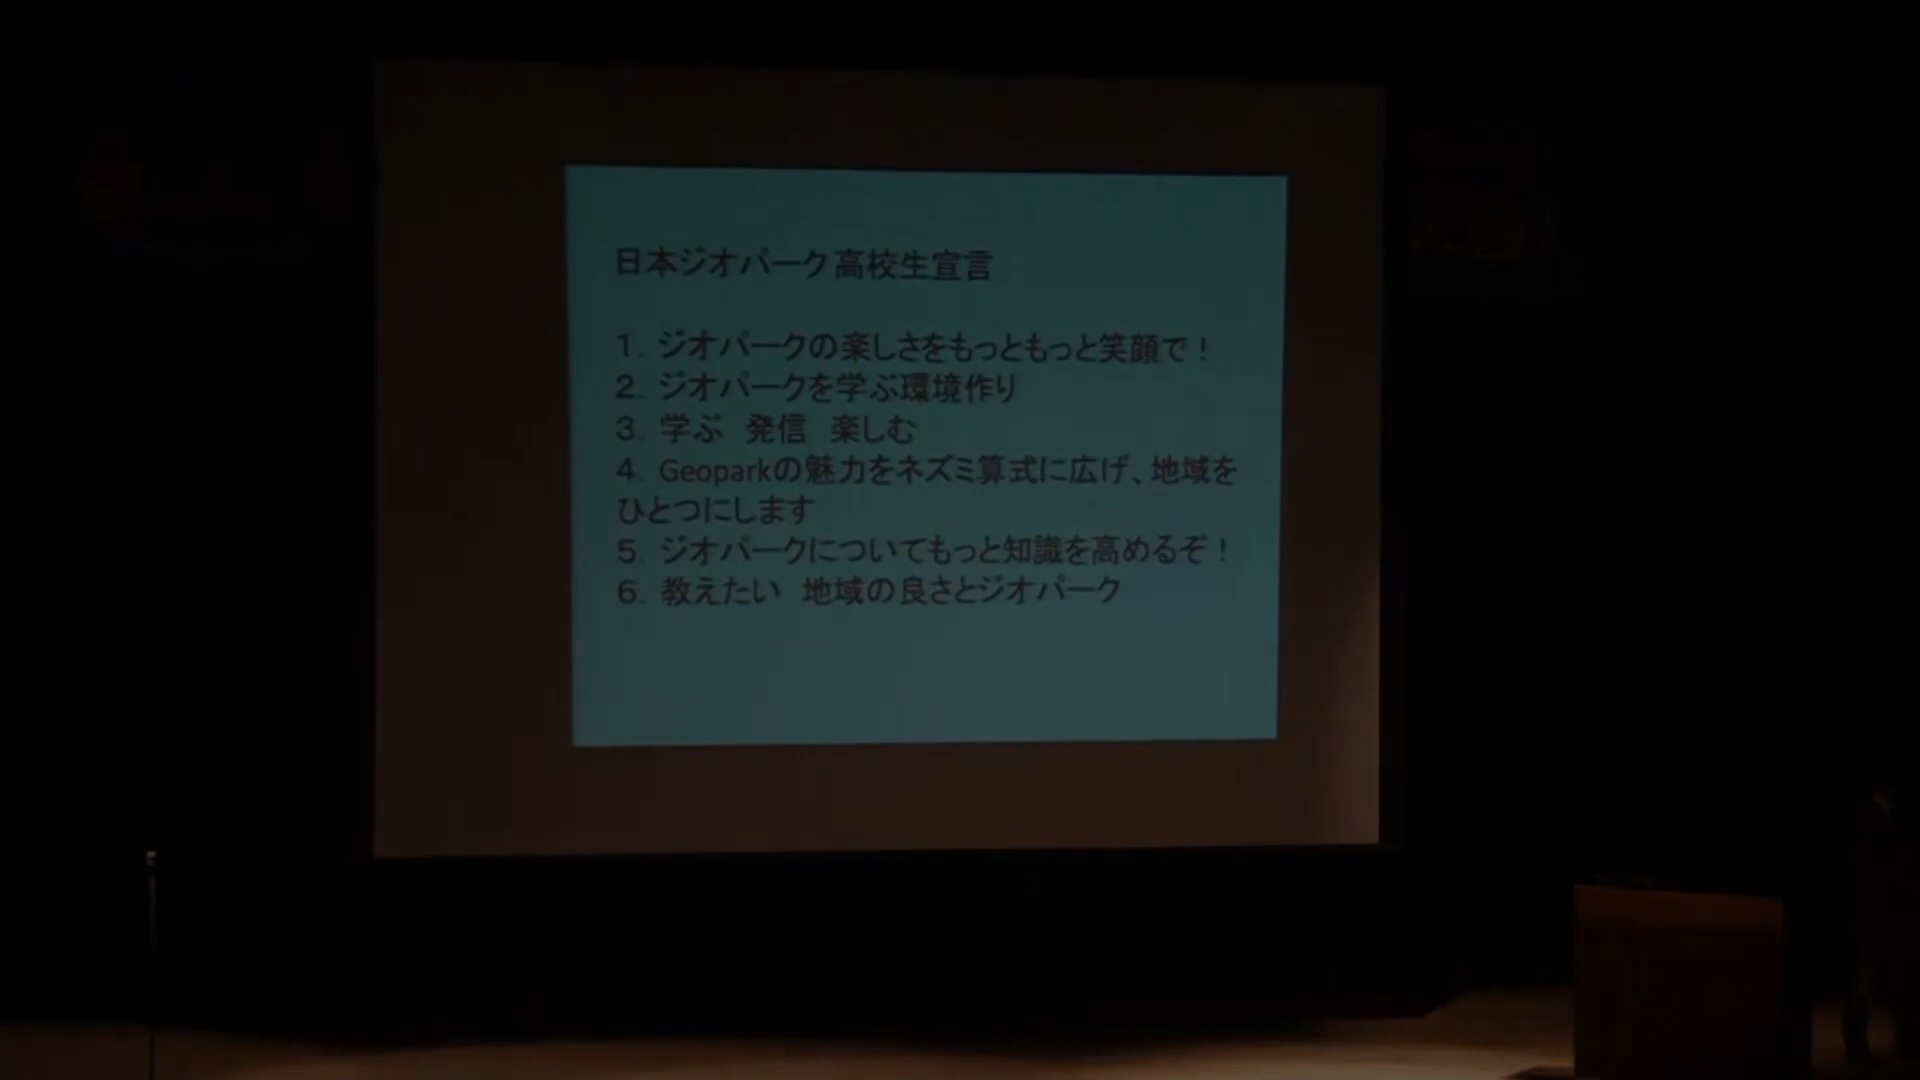 日本ジオパーク高校生宣言
1. ジオパークの楽しさをもっともっと笑顔で！
2. ジオパークを学ぶ環境作り
3. 学ぶ　発信　楽しむ
4. Geoparkの魅力をネズミ算式に広げ、地域を
ひとつにします
5. ジオパークについてもっと知識を高めるぞ！
6. 教えたい　地域の良さとジオパーク